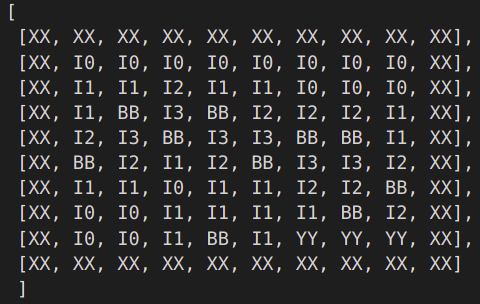 [
[XX, XX, XX, XX, XX, XX, XX, XX, XX, XX],
[XX, I0, I0, I0, I0, I0, I0, I0, I0, XX],
[XX, I1, I1, I2, I1, I1, I0, I0, I0, XX],
[XX, I1, BB, I3, BB, I2, I2, I2, I1, XX],
[XX, I2, I3, BB, I3, I3, BB, BB, I1, XX],
[XX, BB, I2, I1, I2, BB, I3, I3, I2, XX],
[XX, I1, I1, I0, I1, I1, I2, I2, BB, XX],
[XX, I0, I0, I1, I1, I1, I1, BB, I2, XX],
[XX, I0, I0, I1, BB, I1, YY, YY, YY, XX],
[XX, XX, XX, XX, XX, XX, XX, XX, XX, XX]
]